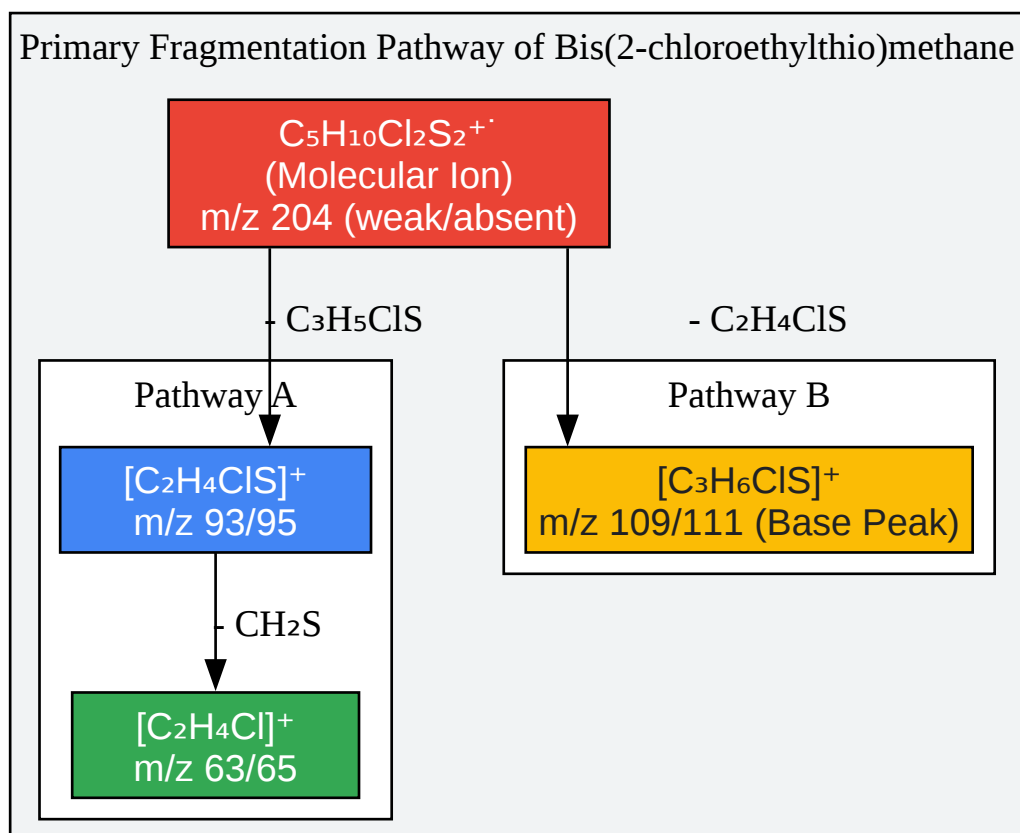 Primary Fragmentation Pathway of Bis(2-chloroethylthio)methane
C₅H₁₀Cl₂S₂⁺˙
(Molecular Ion)
m/z 204 (weak/absent)
- C₃H₅ClS
- C₂H₄ClS
Pathway A
Pathway B
[C₂H₄ClS]⁺
m/z 93/95
[C₃H₆ClS]⁺
m/z 109/111 (Base Peak)
- CH₂S
[C₂H₄Cl]⁺
m/z 63/65